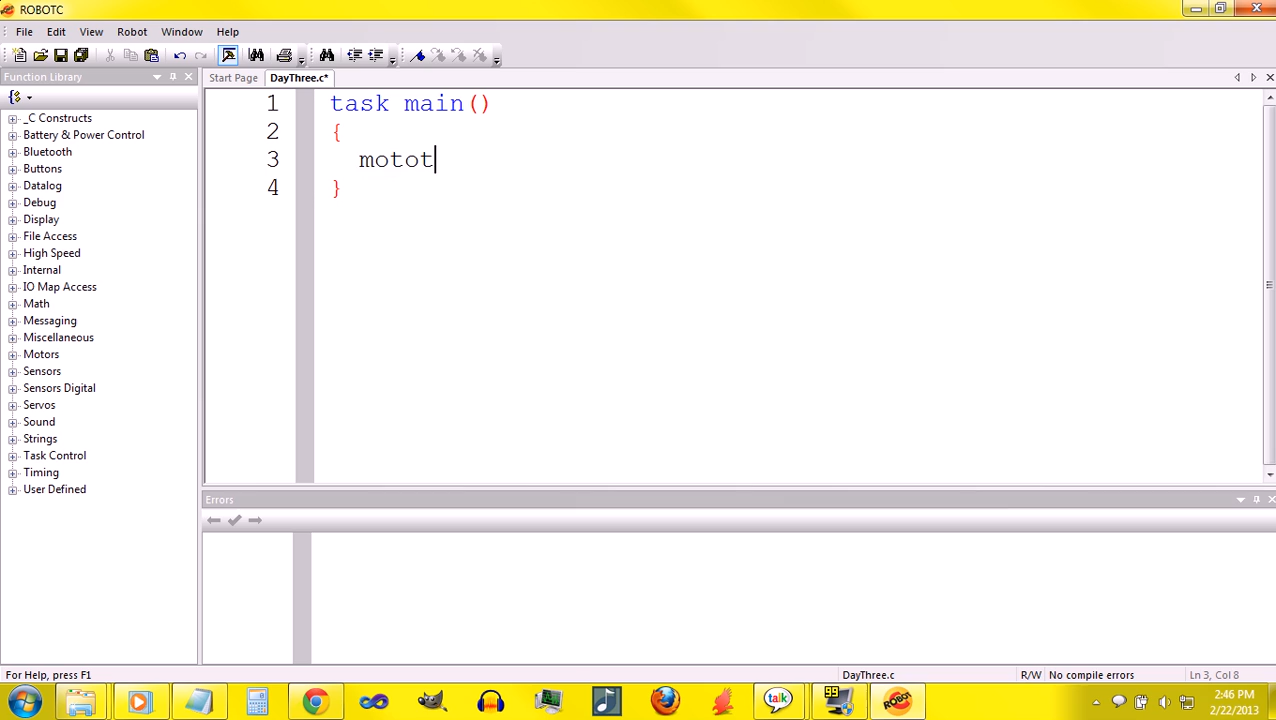 ROBOTC
File Edit View Robot Window Help
Function Library
Start Page DayThree.c*
_C Constructs
Battery & Power Control
Bluetooth
Buttons
Datalog
Debug
Display
File Access
High Speed
Internal
IO Map Access
Math
Messaging
Miscellaneous
Motors
Sensors
Sensors Digital
Servos
Sound
Strings
Task Control
Timing
User Defined
1 task main()
2 {
3 motot
4 }
Errors
For Help, press F1 DayThree.c R/W No compile errors Ln 3, Col 8
talk 99 ROBOT 2:46 PM
2/22/2013